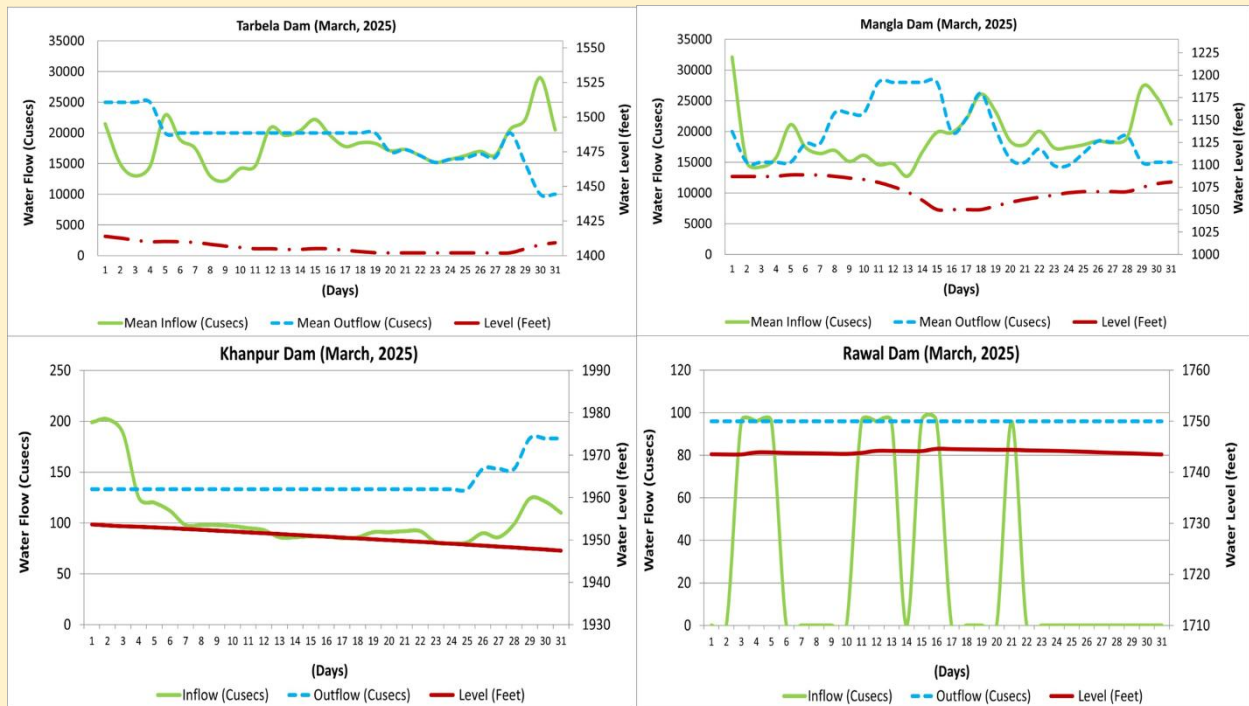 Tarbela Dam (March, 2025)
Water Flow (Cusecs)
35000
30000
25000
20000
15000
10000
5000
0
1550
1525
1500
1475
1450
1425
1400
Water Level (feet)
1 2 3 4 5 6 7 8 9 10 11 12 13 14 15 16 17 18 19 20 21 22 23 24 25 26 27 28 29 30 31
(Days)
Mean Inflow (Cusecs) Mean Outflow (Cusecs) Level (Feet)
Mangla Dam (March, 2025)
Water Flow (Cusecs)
35000
30000
25000
20000
15000
10000
5000
0
1225
1200
1175
1150
1125
1100
1075
1050
1025
1000
Water Level (feet)
1 2 3 4 5 6 7 8 9 10 11 12 13 14 15 16 17 18 19 20 21 22 23 24 25 26 27 28 29 30 31
(Days)
Mean Inflow (Cusecs) Mean Outflow (Cusecs) Level (Feet)
Khanpur Dam (March, 2025)
Water Flow (Cusecs)
250
200
150
100
50
0
1990
1980
1970
1960
1950
1940
1930
Water Level (feet)
1 2 3 4 5 6 7 8 9 10 11 12 13 14 15 16 17 18 19 20 21 22 23 24 25 26 27 28 29 30 31
(Days)
Inflow (Cusecs) Outflow (Cusecs) Level (Feet)
Rawal Dam (March, 2025)
Water Flow (Cusecs)
120
100
80
60
40
20
0
1760
1750
1740
1730
1720
1710
Water Level (feet)
1 2 3 4 5 6 7 8 9 10 11 12 13 14 15 16 17 18 19 20 21 22 23 24 25 26 27 28 29 30 31
(Days)
Inflow (Cusecs) Outflow (Cusecs) Level (Feet)